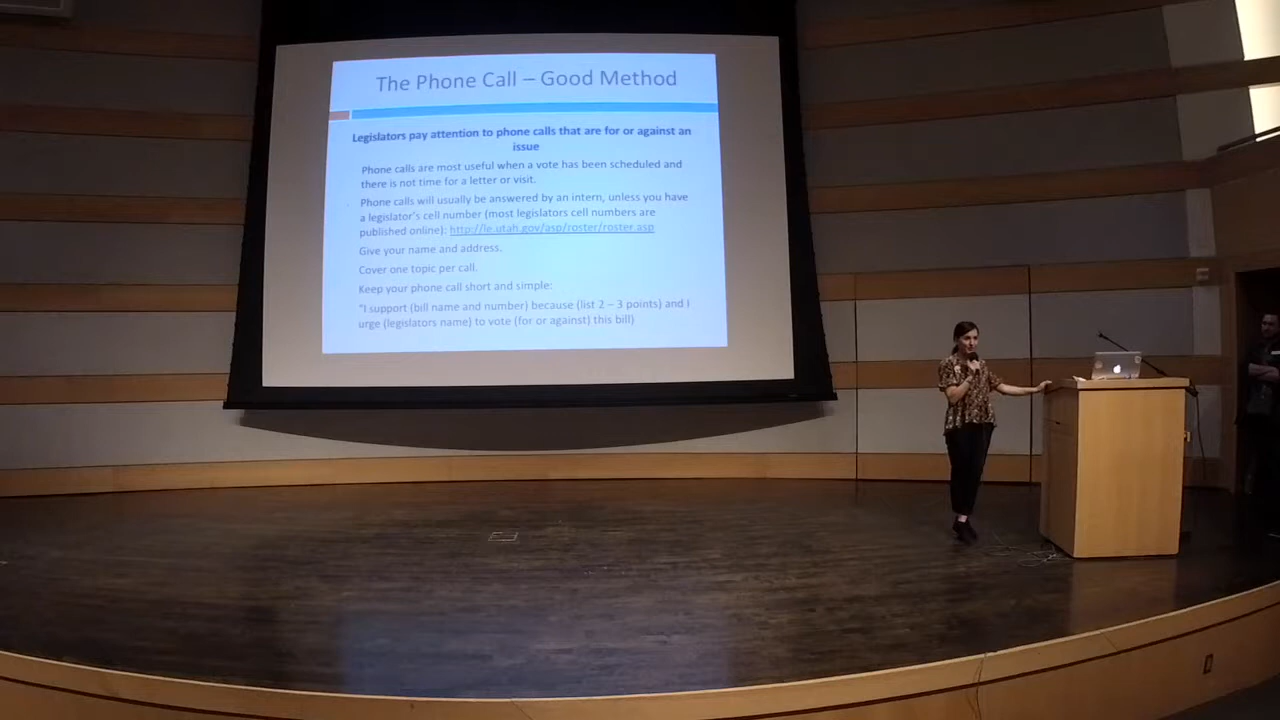 The Phone Call – Good Method
Legislators pay attention to phone calls that are for or against an
issue
Phone calls are most useful when a vote has been scheduled and
there is not time for a letter or visit.
Phone calls will usually be answered by an intern, unless you have
a legislator's cell number (most legislators cell numbers are
published online): http://le.utah.gov/asp/roster/roster.asp
Give your name and address.
Cover one topic per call.
Keep your phone call short and simple:
"I support (bill name and number) because (list 2 – 3 points) and I
urge (legislators name) to vote (for or against) this bill)